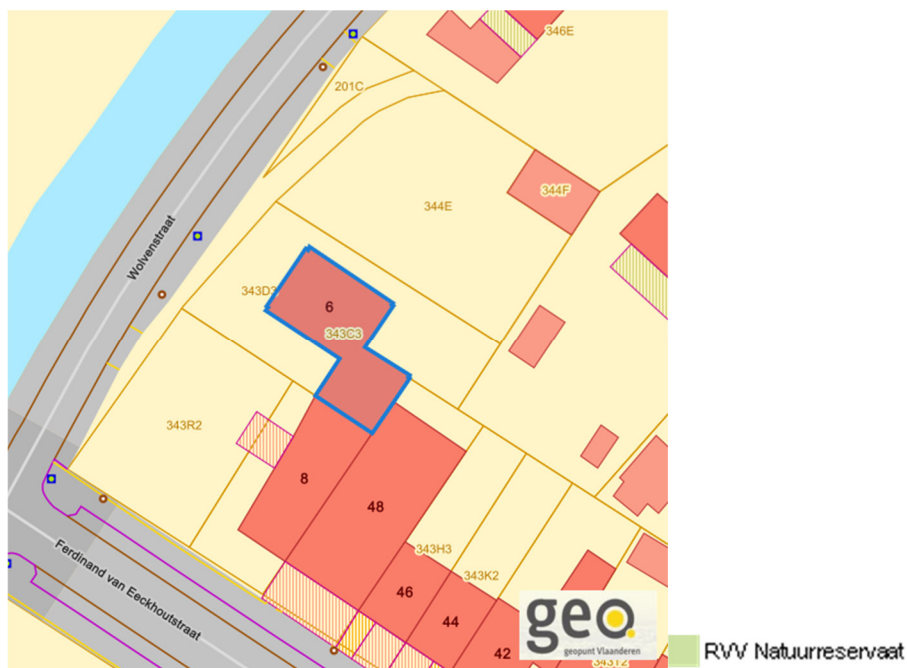 346E
201C
344F
344E
Wolvenstraat
343D3
6
343C3
343R2
8
48
343H3
Ferdinand van Eeckhoutstraat
343K2
46
44
42
geo
geopunt Vlaanderen
RVV Natuurreservaat